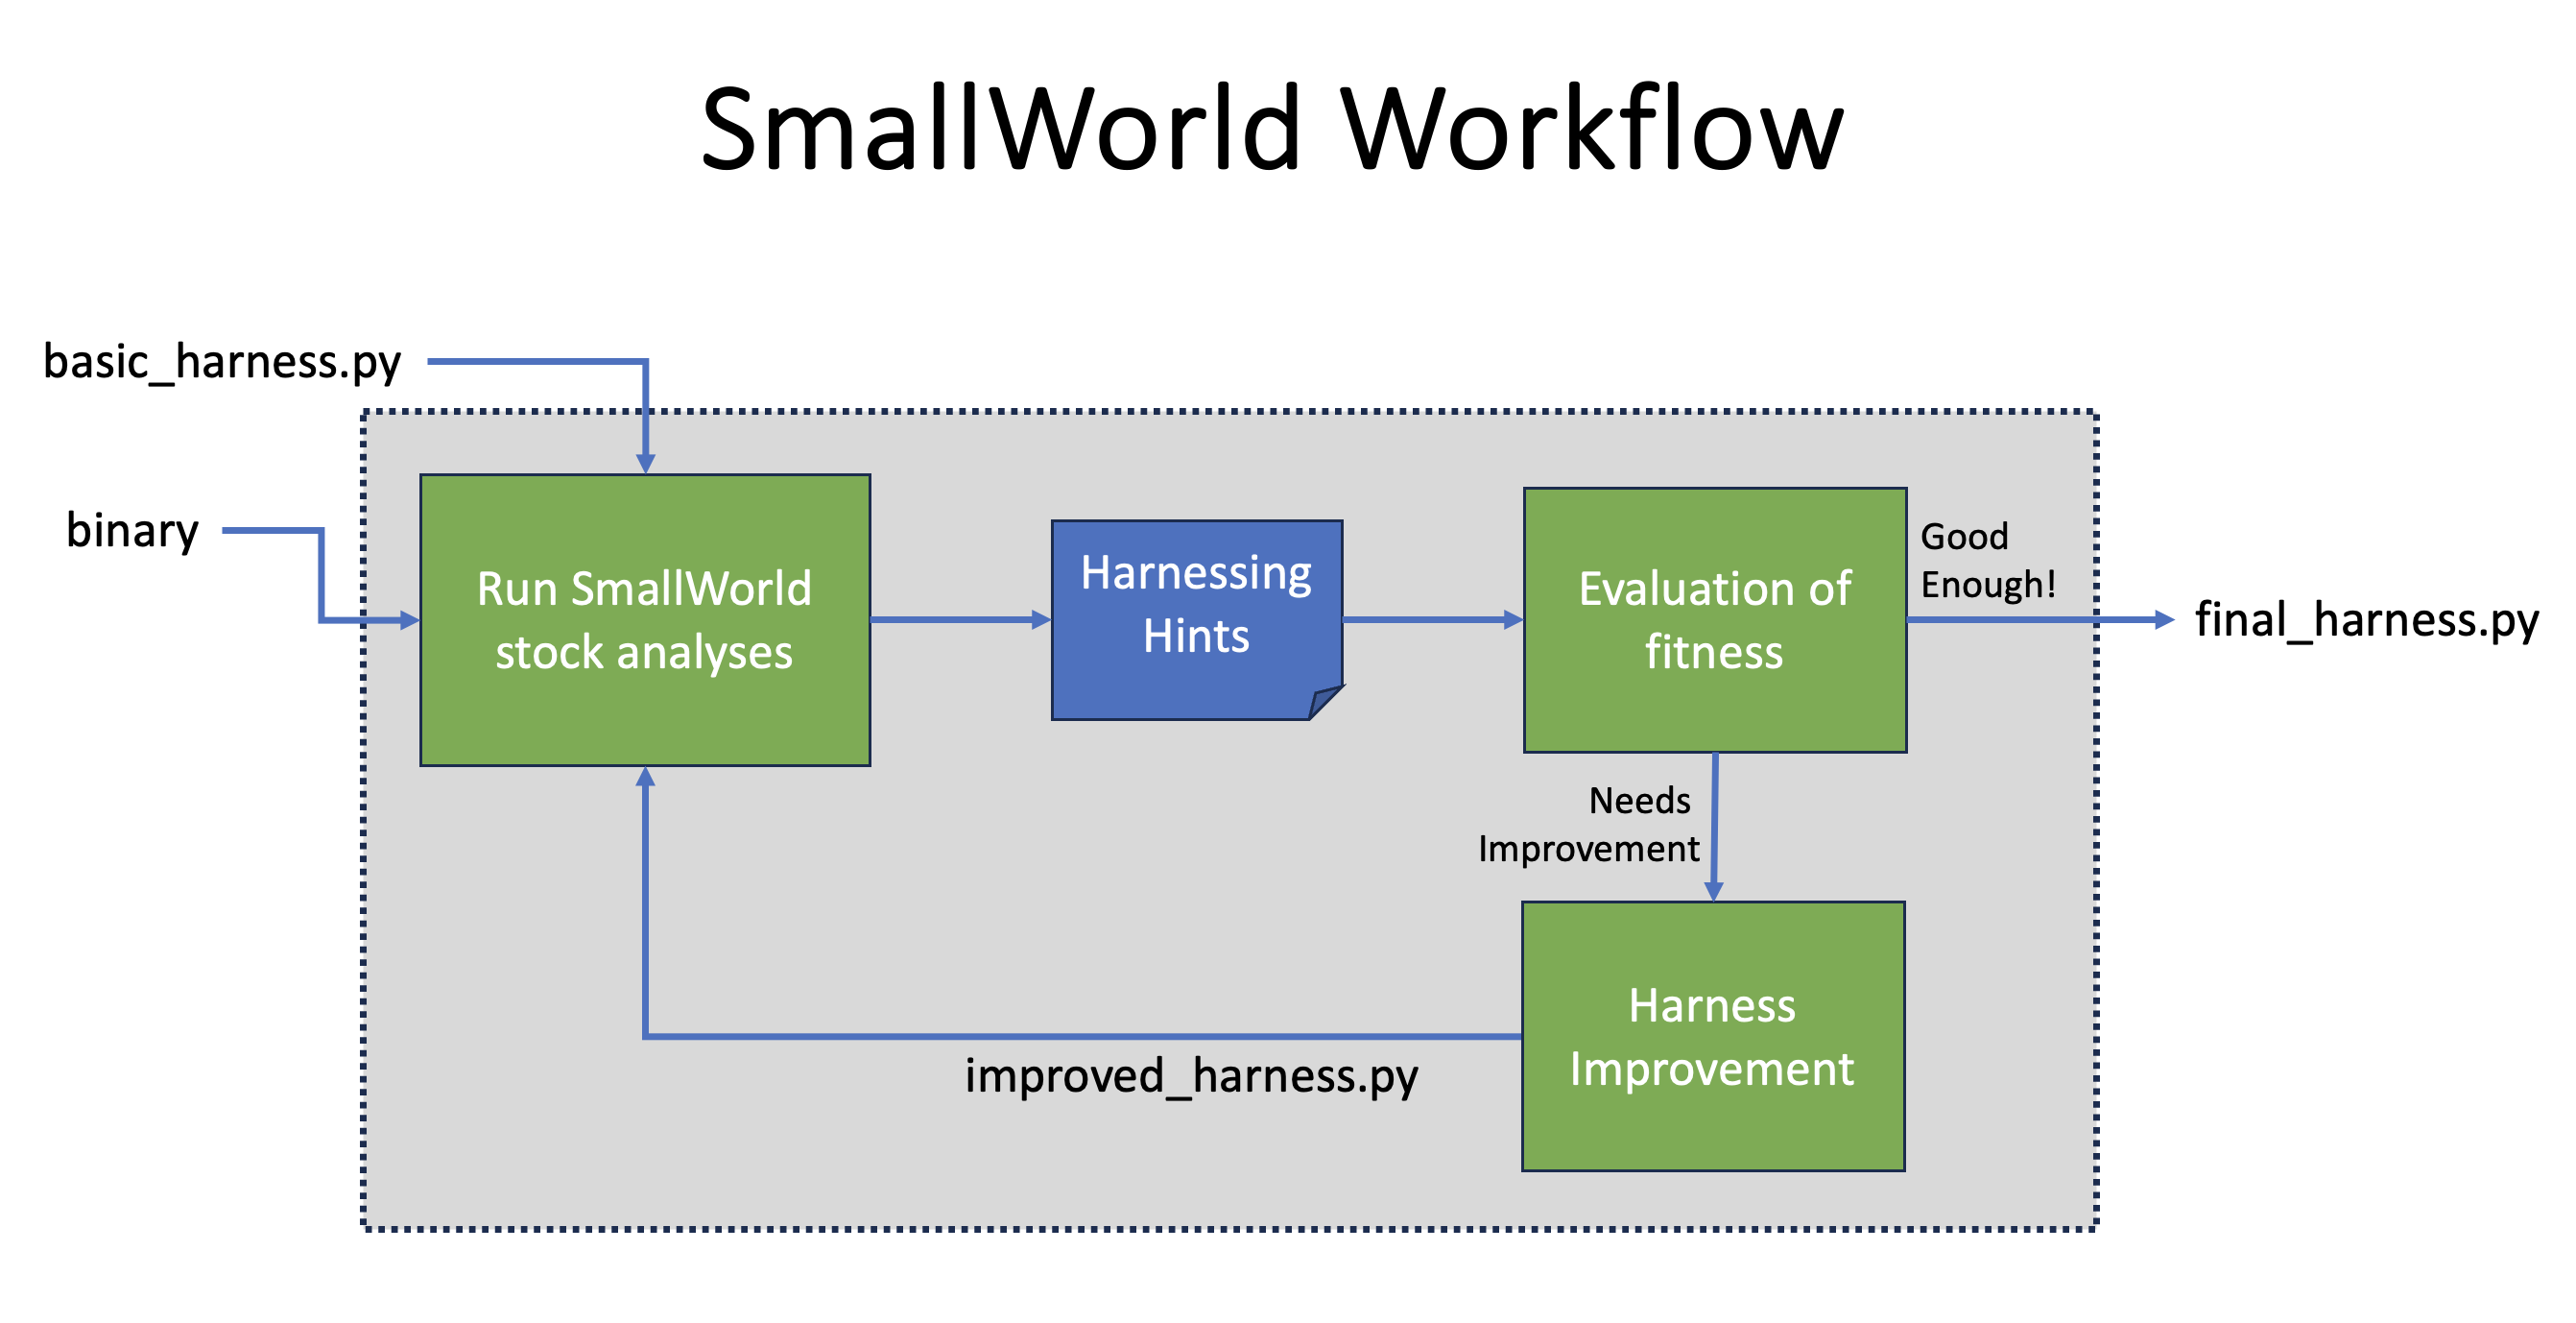 SmallWorld Workflow
basic_harness.py
binary
Run SmallWorld
stock analyses
Harnessing
Hints
Evaluation of
fitness
Good
Enough!
final_harness.py
Needs
Improvement
Harness
Improvement
improved_harness.py